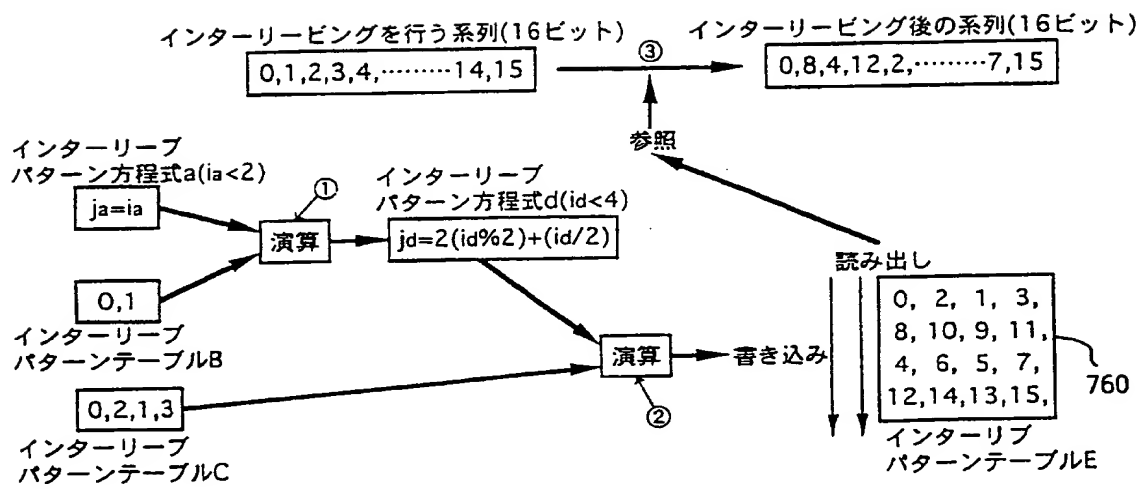 インターリービングを行う系列(16ビット)
インターリービング後の系列(16ビット)
③
0,1,2,3,4,………14,15
0,8,4,12,2,………7,15
参照
インターリーブ
パターン方程式a(ia<2)
ja=ia
①
インターリーブ
パターン方程式d(id<4)
演算
jd=2(id%2)+(id/2)
読み出し
0,1
インターリーブ
パターンテーブルB
0, 2, 1, 3,
8, 10, 9, 11,
4, 6, 5, 7,
12,14,13,15,
演算
書き込み
760
0,2,1,3
②
インターリーブ
パターンテーブルC
インターリブ
パターンテーブルE